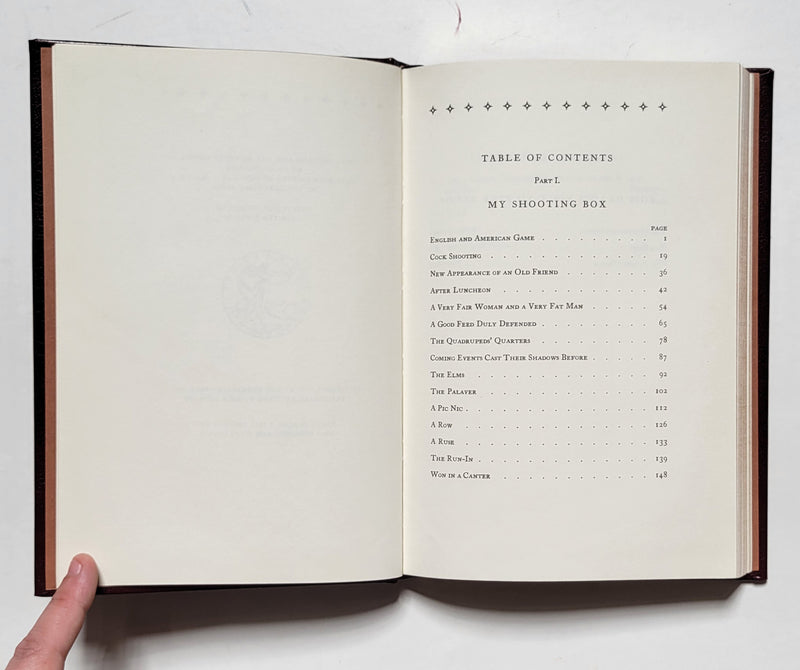 TABLE OF CONTENTS
Part I.
MY SHOOTING BOX
PAGE
English and American Game . . . . . . . . 1
Cock Shooting . . . . . . . . . . . 19
New Appearance of an Old Friend . . . . . . 36
After Luncheon . . . . . . . . . . 42
A Very Fair Woman and a Very Fat Man . . . . . 54
A Good Feed Duly Defended . . . . . . . . 65
The Quadrupeds' Quarters . . . . . . . . 78
Coming Events Cast Their Shadows Before . . . . . 87
The Elms . . . . . . . . . . . 92
The Palaver . . . . . . . . . . . 102
A Pic Nic . . . . . . . . . . . . 112
A Row . . . . . . . . . . . . 126
A Ruse . . . . . . . . . . . . 133
The Run-In . . . . . . . . . . . 139
Won in a Canter . . . . . . . . . . 148